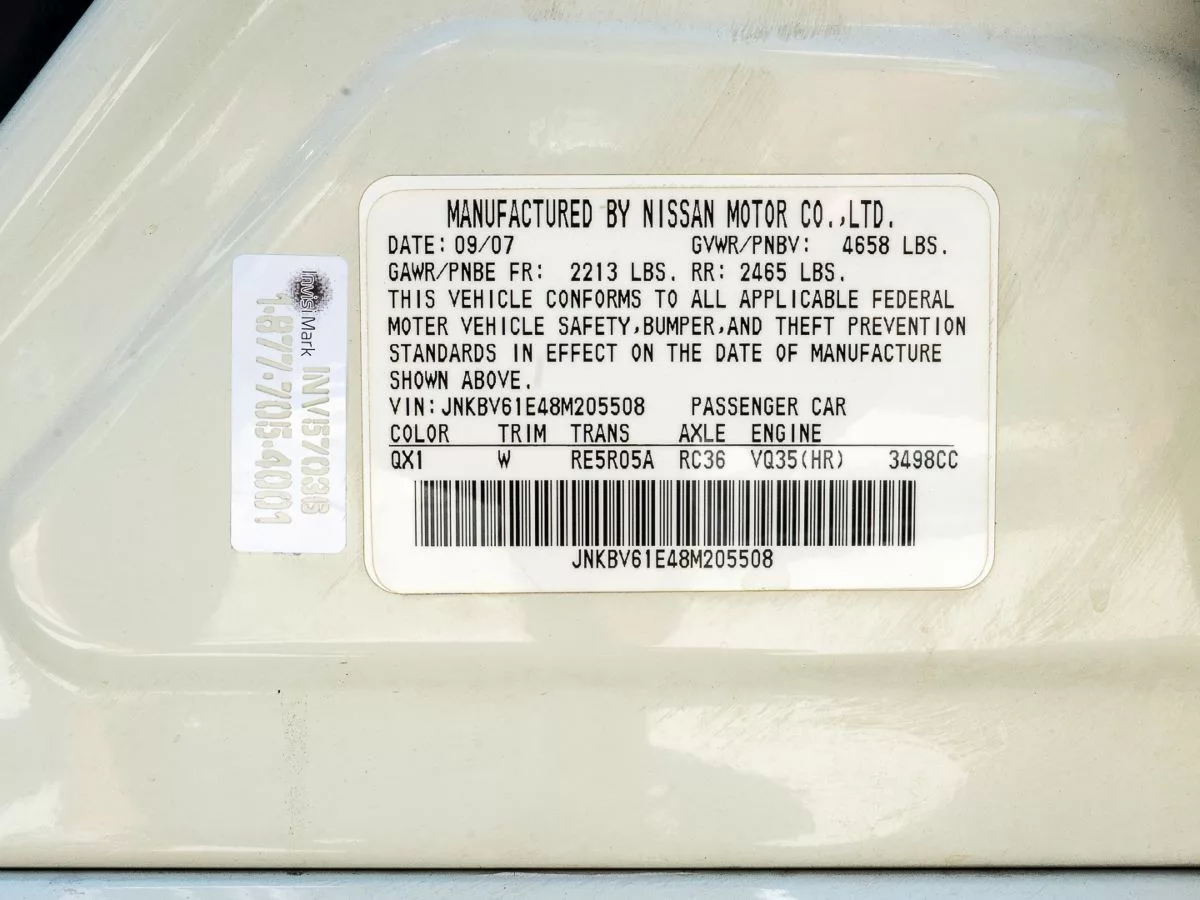 MANUFACTURED BY NISSAN MOTOR CO.,LTD.
DATE: 09/07 GVWR/PNBV: 4658 LBS.
GAWR/PNBE FR: 2213 LBS. RR: 2465 LBS.
THIS VEHICLE CONFORMS TO ALL APPLICABLE FEDERAL
MOTER VEHICLE SAFETY,BUMPER,AND THEFT PREVENTION
STANDARDS IN EFFECT ON THE DATE OF MANUFACTURE
SHOWN ABOVE.
VIN: JNKBV61E48M205508 PASSENGER CAR
COLOR TRIM TRANS AXLE ENGINE
QX1 W RE5R05A RC36 VQ35(HR) 3498CC
JNKBV61E48M205508
InvisiMark
INV57036
1.877.705.4001